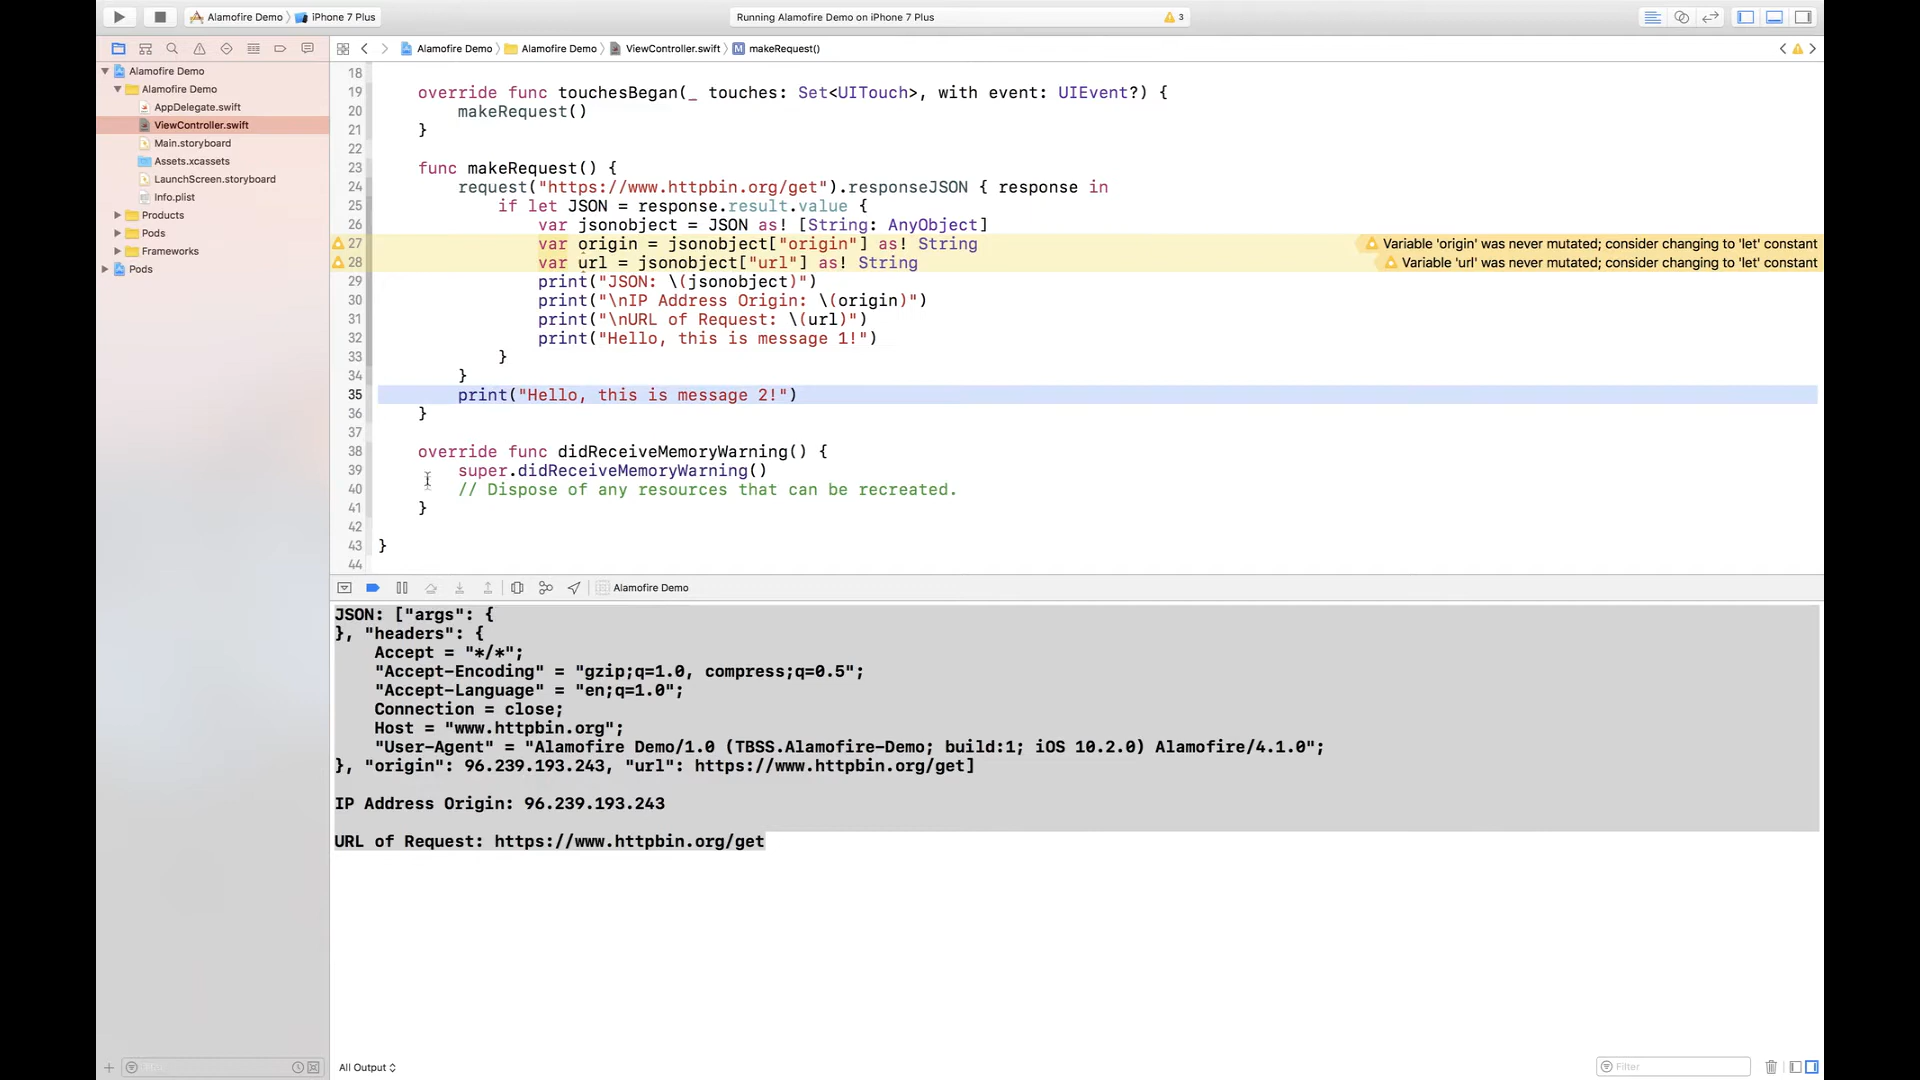 Alamofire Demo › iPhone 7 Plus
Running Alamofire Demo on iPhone 7 Plus
3
Alamofire Demo › Alamofire Demo › ViewController.swift › M makeRequest()
Alamofire Demo
Alamofire Demo
AppDelegate.swift
ViewController.swift
Main.storyboard
Assets.xcassets
LaunchScreen.storyboard
Info.plist
Products
Pods
Frameworks
Pods
18
19 override func touchesBegan(_ touches: Set<UITouch>, with event: UIEvent?) {
20 makeRequest()
21 }
22
23 func makeRequest() {
24 request("https://www.httpbin.org/get").responseJSON { response in
25 if let JSON = response.result.value {
26 var jsonobject = JSON as! [String: AnyObject]
27 var origin = jsonobject["origin"] as! String
Variable 'origin' was never mutated; consider changing to 'let' constant
28 var url = jsonobject["url"] as! String
Variable 'url' was never mutated; consider changing to 'let' constant
29 print("JSON: \(jsonobject)")
30 print("\nIP Address Origin: \(origin)")
31 print("\nURL of Request: \(url)")
32 print("Hello, this is message 1!")
33 }
34 }
35 print("Hello, this is message 2!")
36 }
37
38 override func didReceiveMemoryWarning() {
39 super.didReceiveMemoryWarning()
40 // Dispose of any resources that can be recreated.
41 }
42
43 }
44
Alamofire Demo
JSON: ["args": {
}, "headers": {
Accept = "*/*";
"Accept-Encoding" = "gzip;q=1.0, compress;q=0.5";
"Accept-Language" = "en;q=1.0";
Connection = close;
Host = "www.httpbin.org";
"User-Agent" = "Alamofire Demo/1.0 (TBSS.Alamofire-Demo; build:1; iOS 10.2.0) Alamofire/4.1.0";
}, "origin": 96.239.193.243, "url": https://www.httpbin.org/get]
IP Address Origin: 96.239.193.243
URL of Request: https://www.httpbin.org/get
All Output
Filter